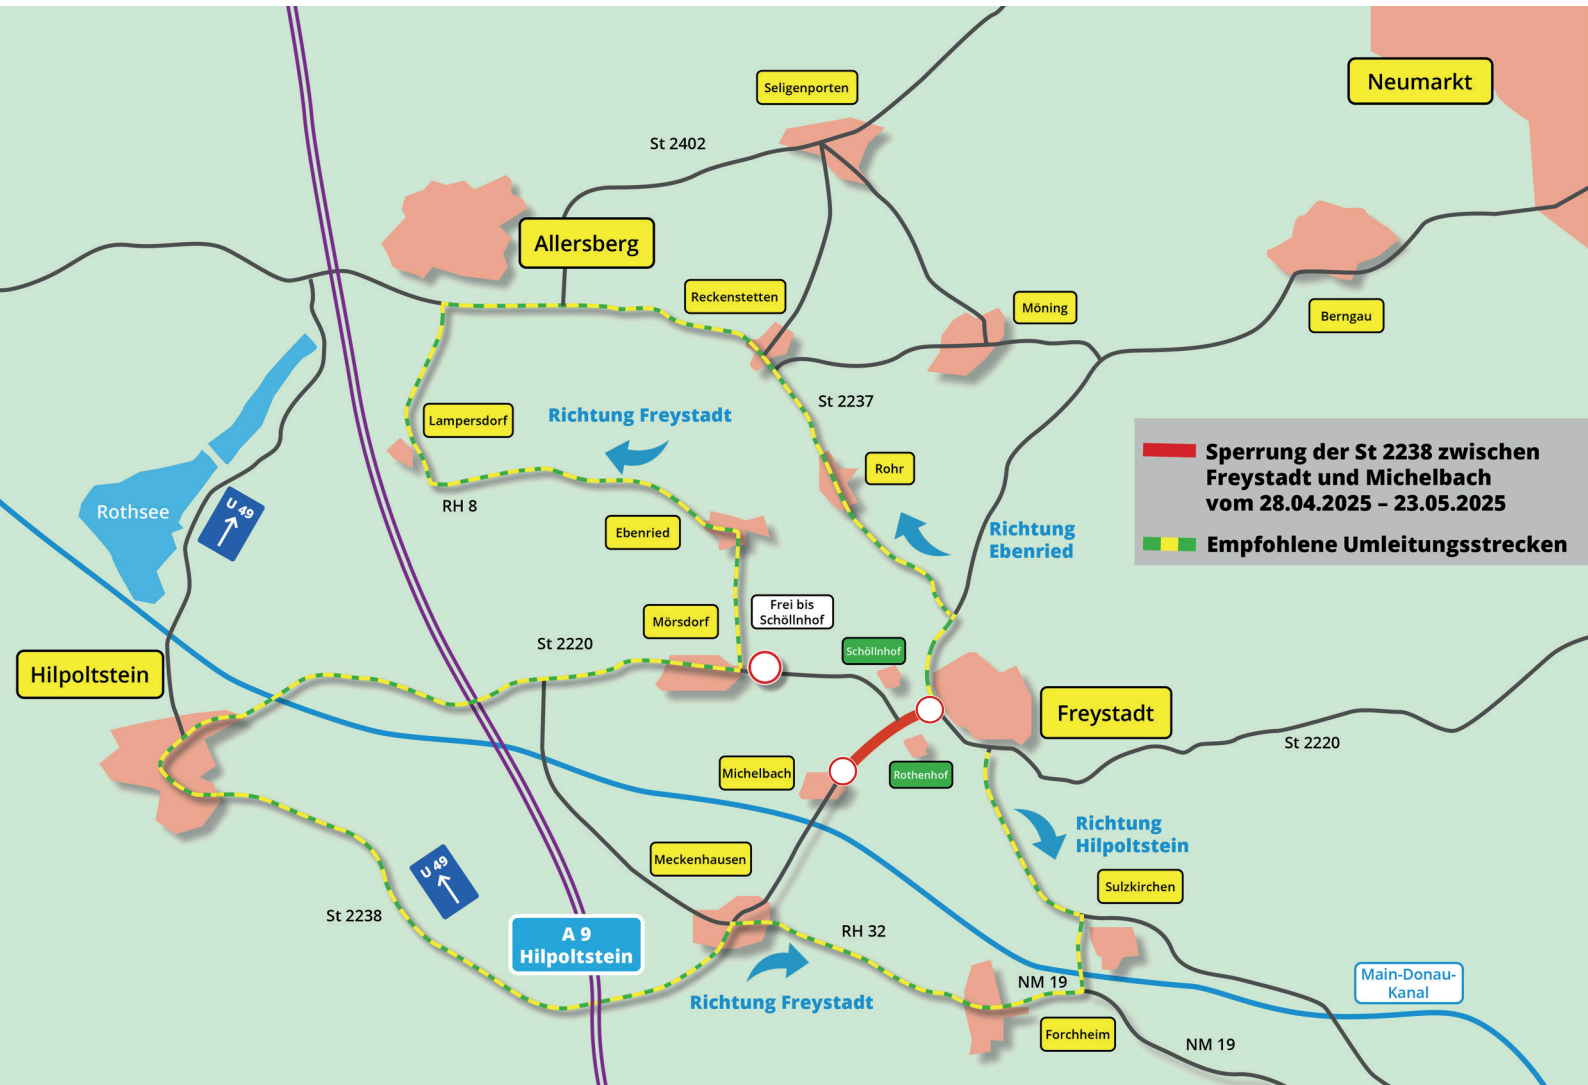 Neumarkt
Seligenporten
St 2402
Allersberg
Reckenstetten
Möning
Berngau
St 2237
Lampersdorf
Richtung Freystadt
Rohr
Sperrung der St 2238 zwischen
Freystadt und Michelbach
vom 28.04.2025 – 23.05.2025
Empfohlene Umleitungsstrecken
Rothsee
U 49
RH 8
Ebenried
Richtung
Ebenried
Frei bis
Schöllnhof
Mörsdorf
St 2220
Schöllnhof
Hilpoltstein
Freystadt
St 2220
Michelbach
Rothenhof
Richtung
Hilpoltstein
Meckenhausen
U 49
Sulzkirchen
St 2238
A 9
Hilpoltstein
RH 32
NM 19
Main-Donau-
Kanal
Richtung Freystadt
Forchheim
NM 19